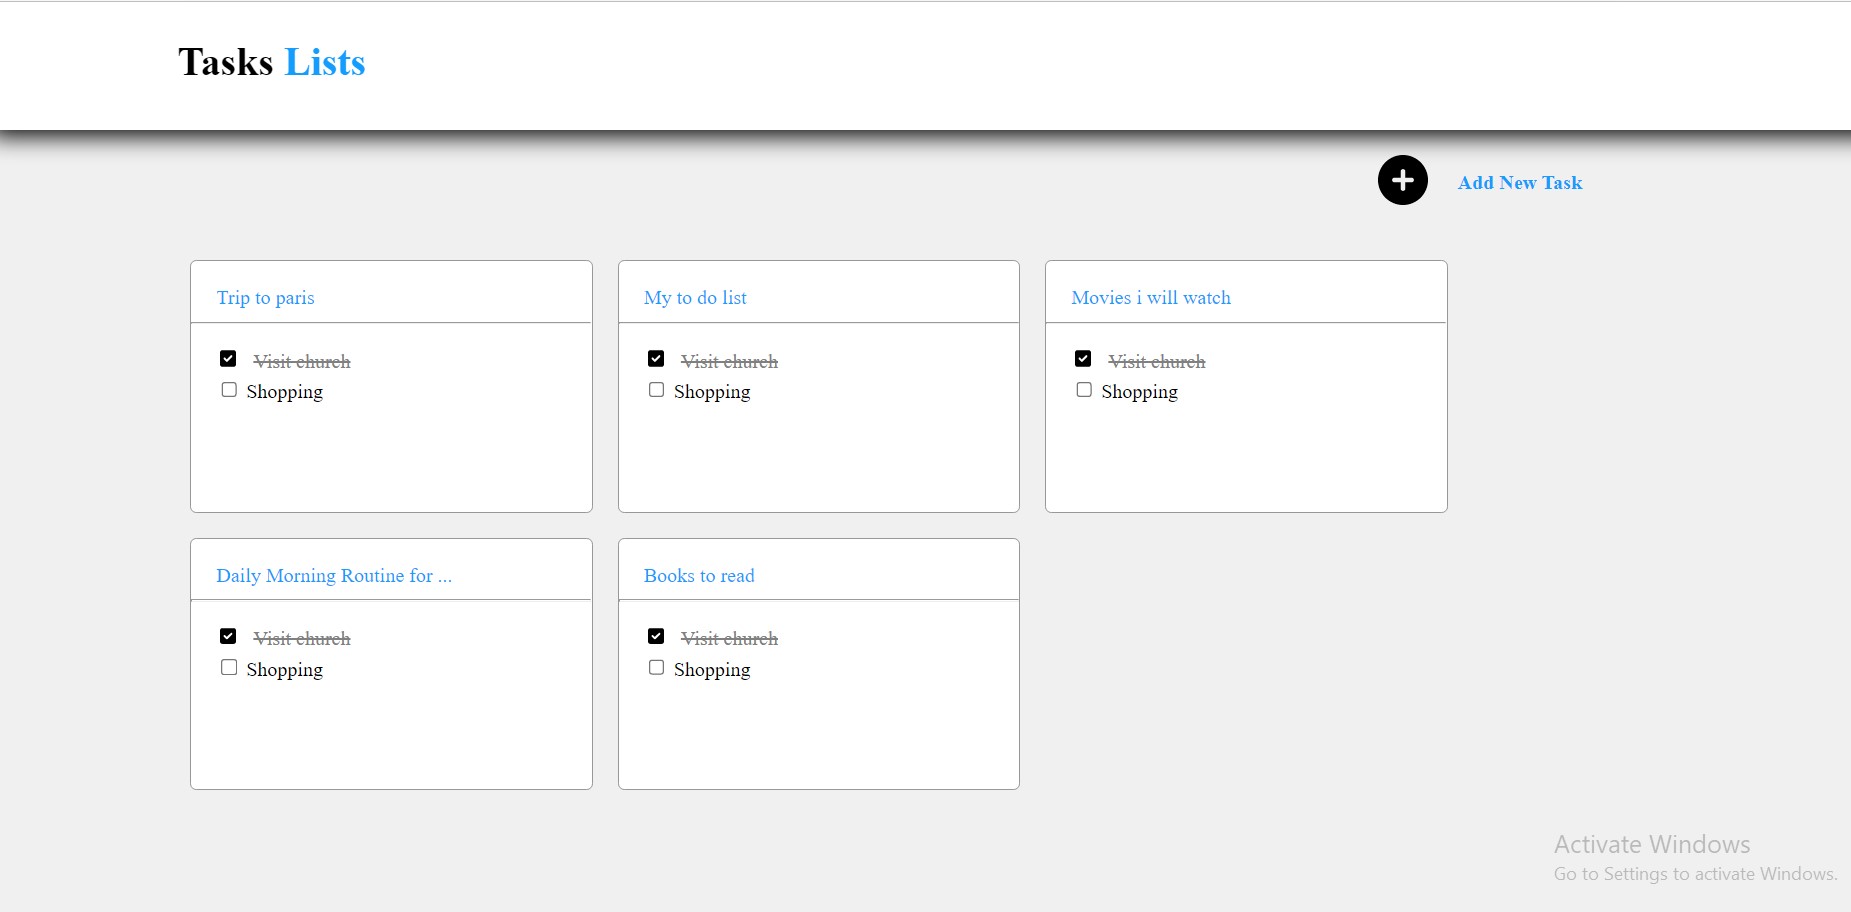 Tasks Lists
Add New Task
Trip to paris
Visit church
Shopping
My to do list
Visit church
Shopping
Movies i will watch
Visit church
Shopping
Daily Morning Routine for ...
Visit church
Shopping
Books to read
Visit church
Shopping
Activate Windows
Go to Settings to activate Windows.